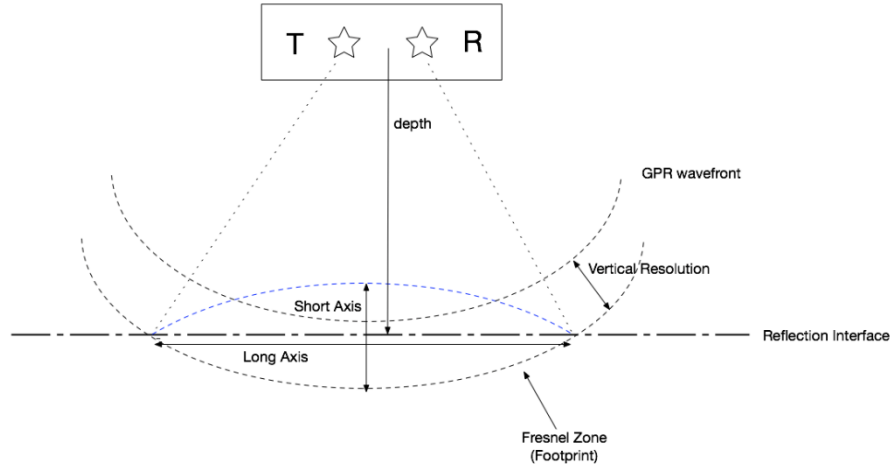 T
R
depth
GPR wavefront
Vertical Resolution
Short Axis
Reflection Interface
Long Axis
Fresnel Zone
(Footprint)